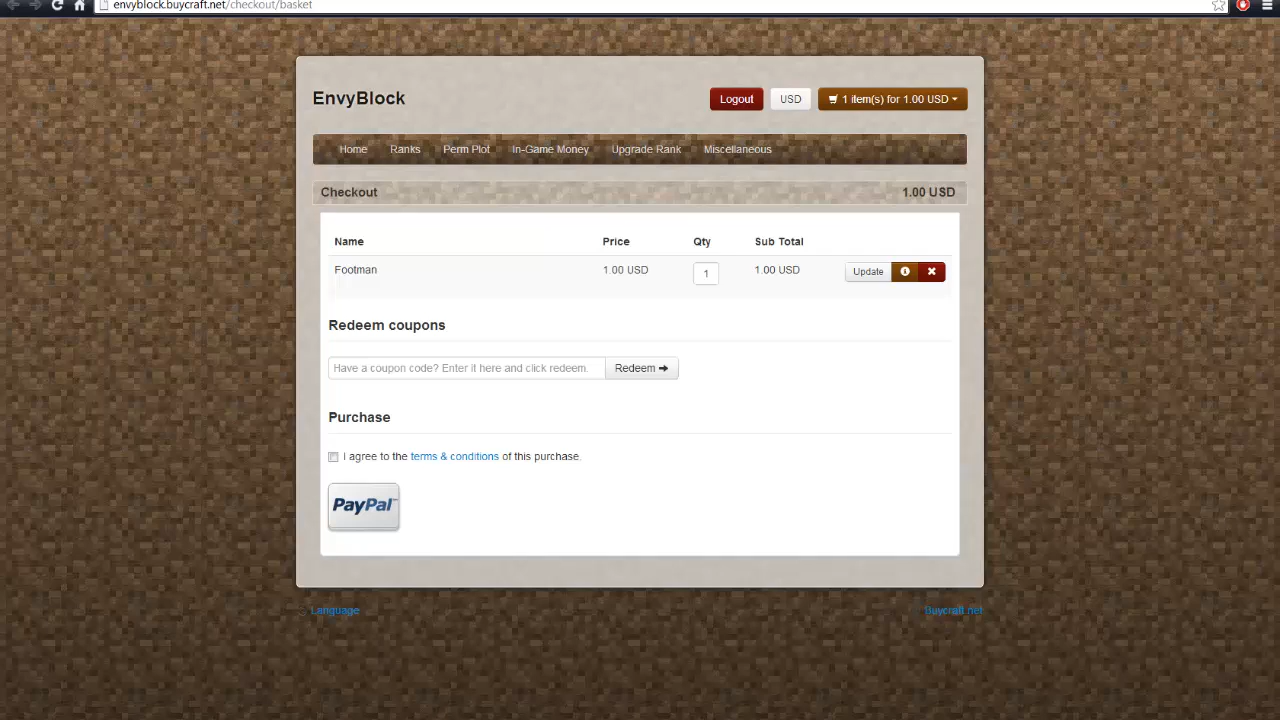 envyblock.buycraft.net/checkout/basket
EnvyBlock
Logout USD 1 item(s) for 1.00 USD
Home Ranks Perm Plot In-Game Money Upgrade Rank Miscellaneous
Checkout 1.00 USD
Name Price Qty Sub Total
Footman 1.00 USD 1 1.00 USD Update
Redeem coupons
Have a coupon code? Enter it here and click redeem. Redeem
Purchase
I agree to the terms & conditions of this purchase.
PayPal™
Language Buycraft.net